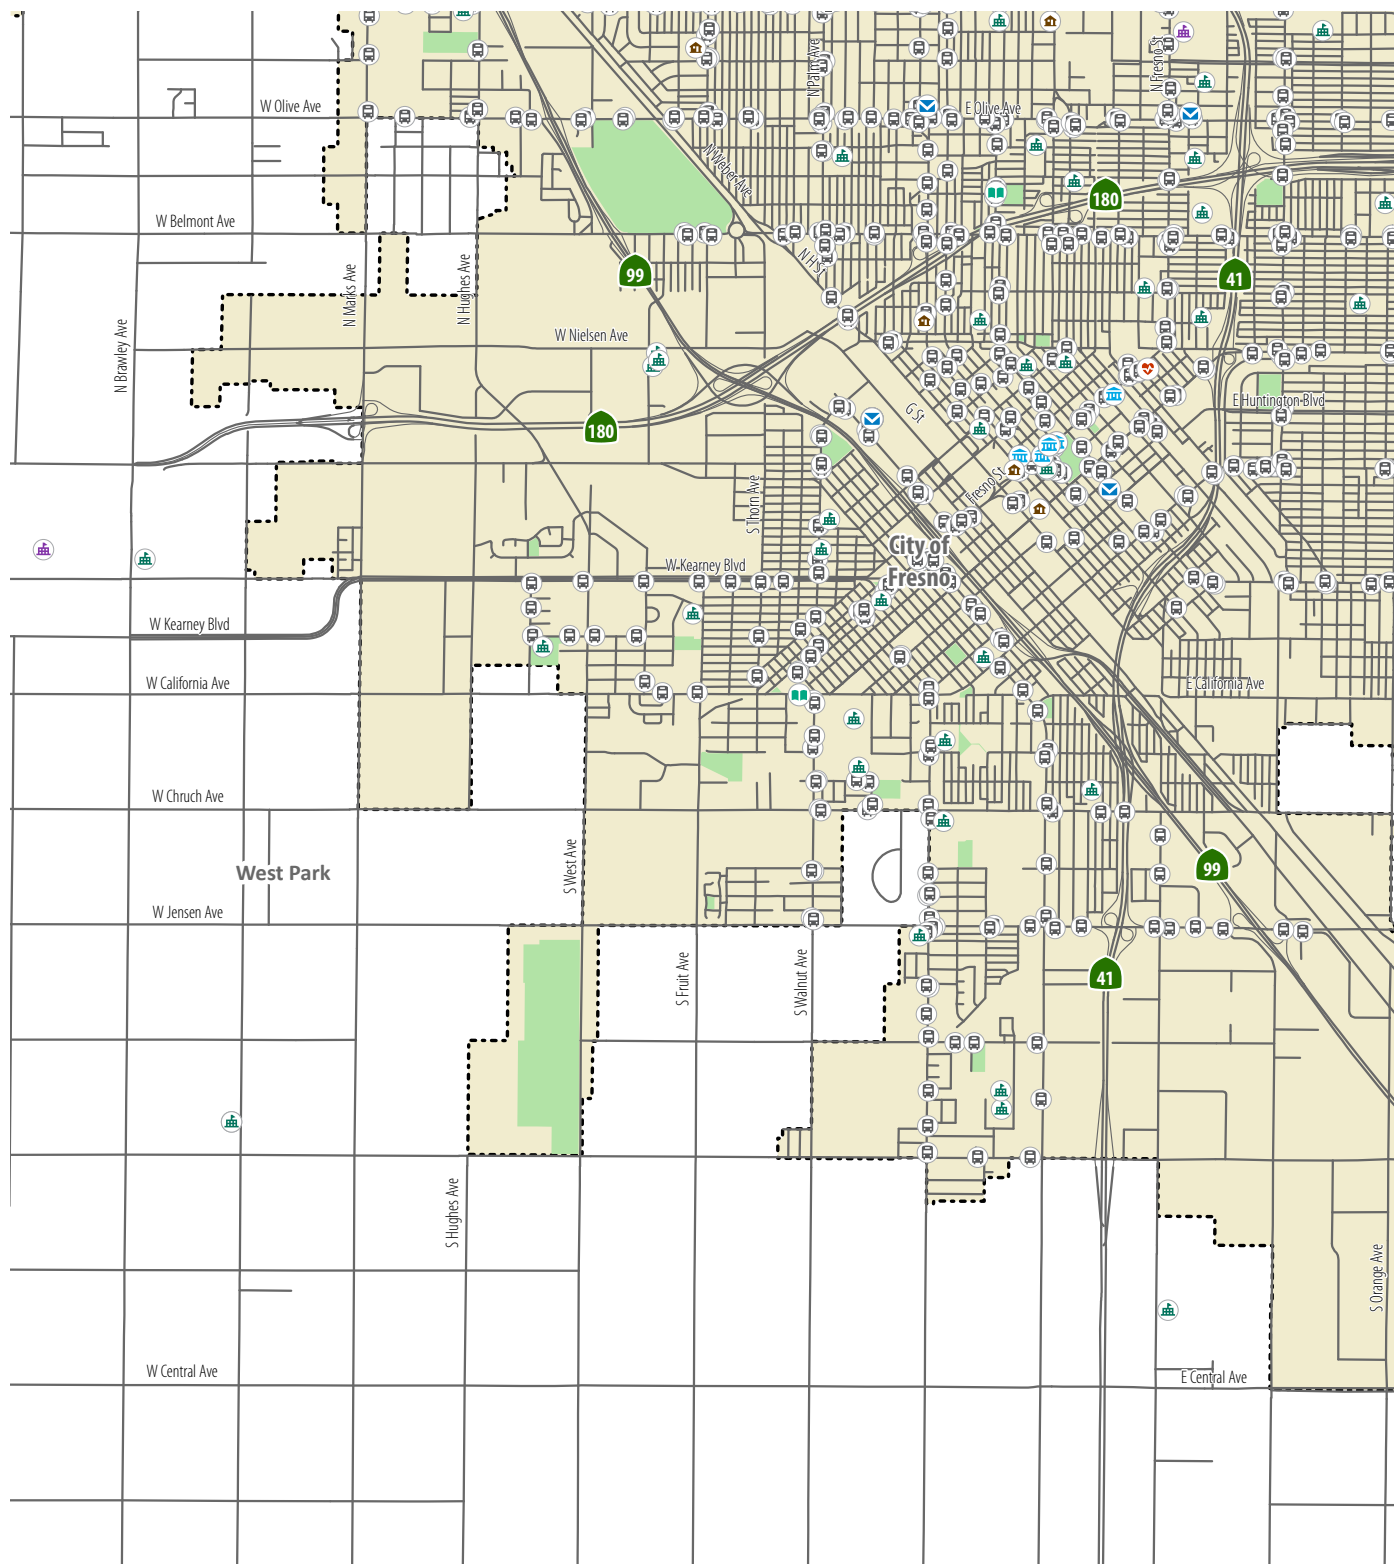 N Palm Ave
N Fresno St
W Olive Ave
E Olive Ave
N Weber Ave
180
W Belmont Ave
N H St
99
41
N Marks Ave
N Hughes Ave
N Brawley Ave
W Nielsen Ave
E Huntington Blvd
G St
180
Fresno St
S Thorn Ave
City of
Fresno
W Kearney Blvd
W Kearney Blvd
W California Ave
E California Ave
W Chruch Ave
S West Ave
West Park
99
W Jensen Ave
S Fruit Ave
S Walnut Ave
41
S Hughes Ave
S Orange Ave
W Central Ave
E Central Ave